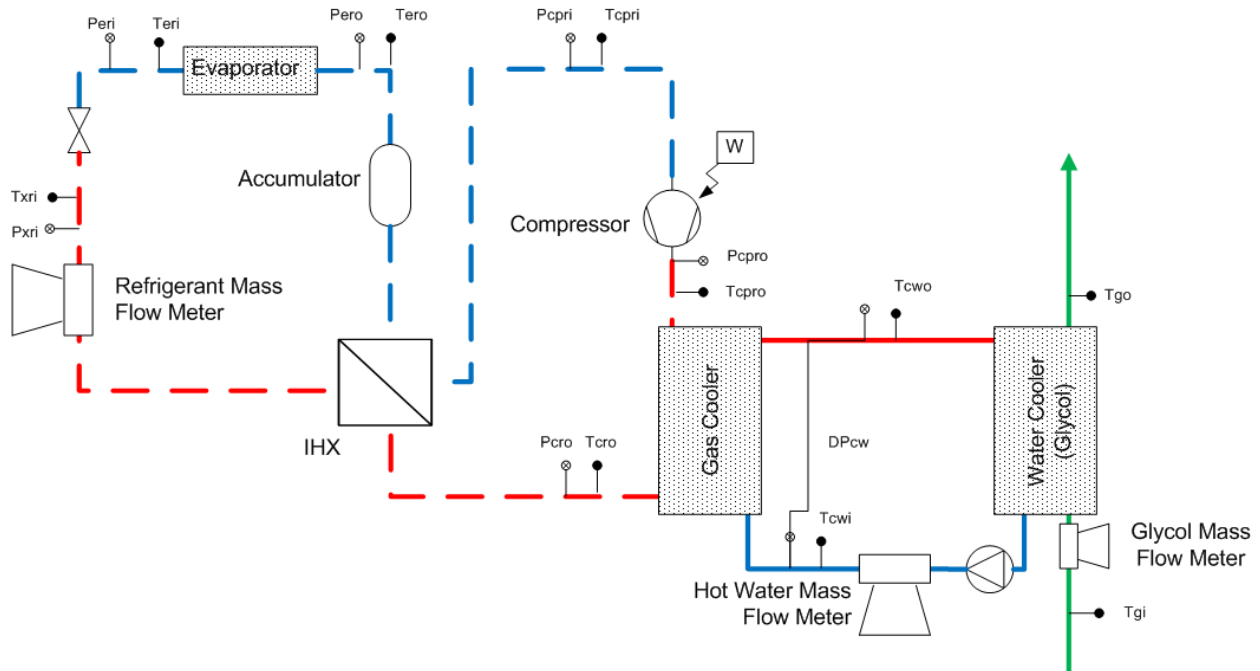 Peri
Teri
Pero
Tero
Pcpri
Tcpri
Evaporator
W
Accumulator
Txri
Compressor
Pxri
Pcpro
Refrigerant Mass
Flow Meter
Tcpro
Tcwo
Tgo
Gas Cooler
Water Cooler
(Glycol)
IHX
Pcro
Tcro
DPcw
Tcwi
Glycol Mass
Flow Meter
Hot Water Mass
Flow Meter
Tgi